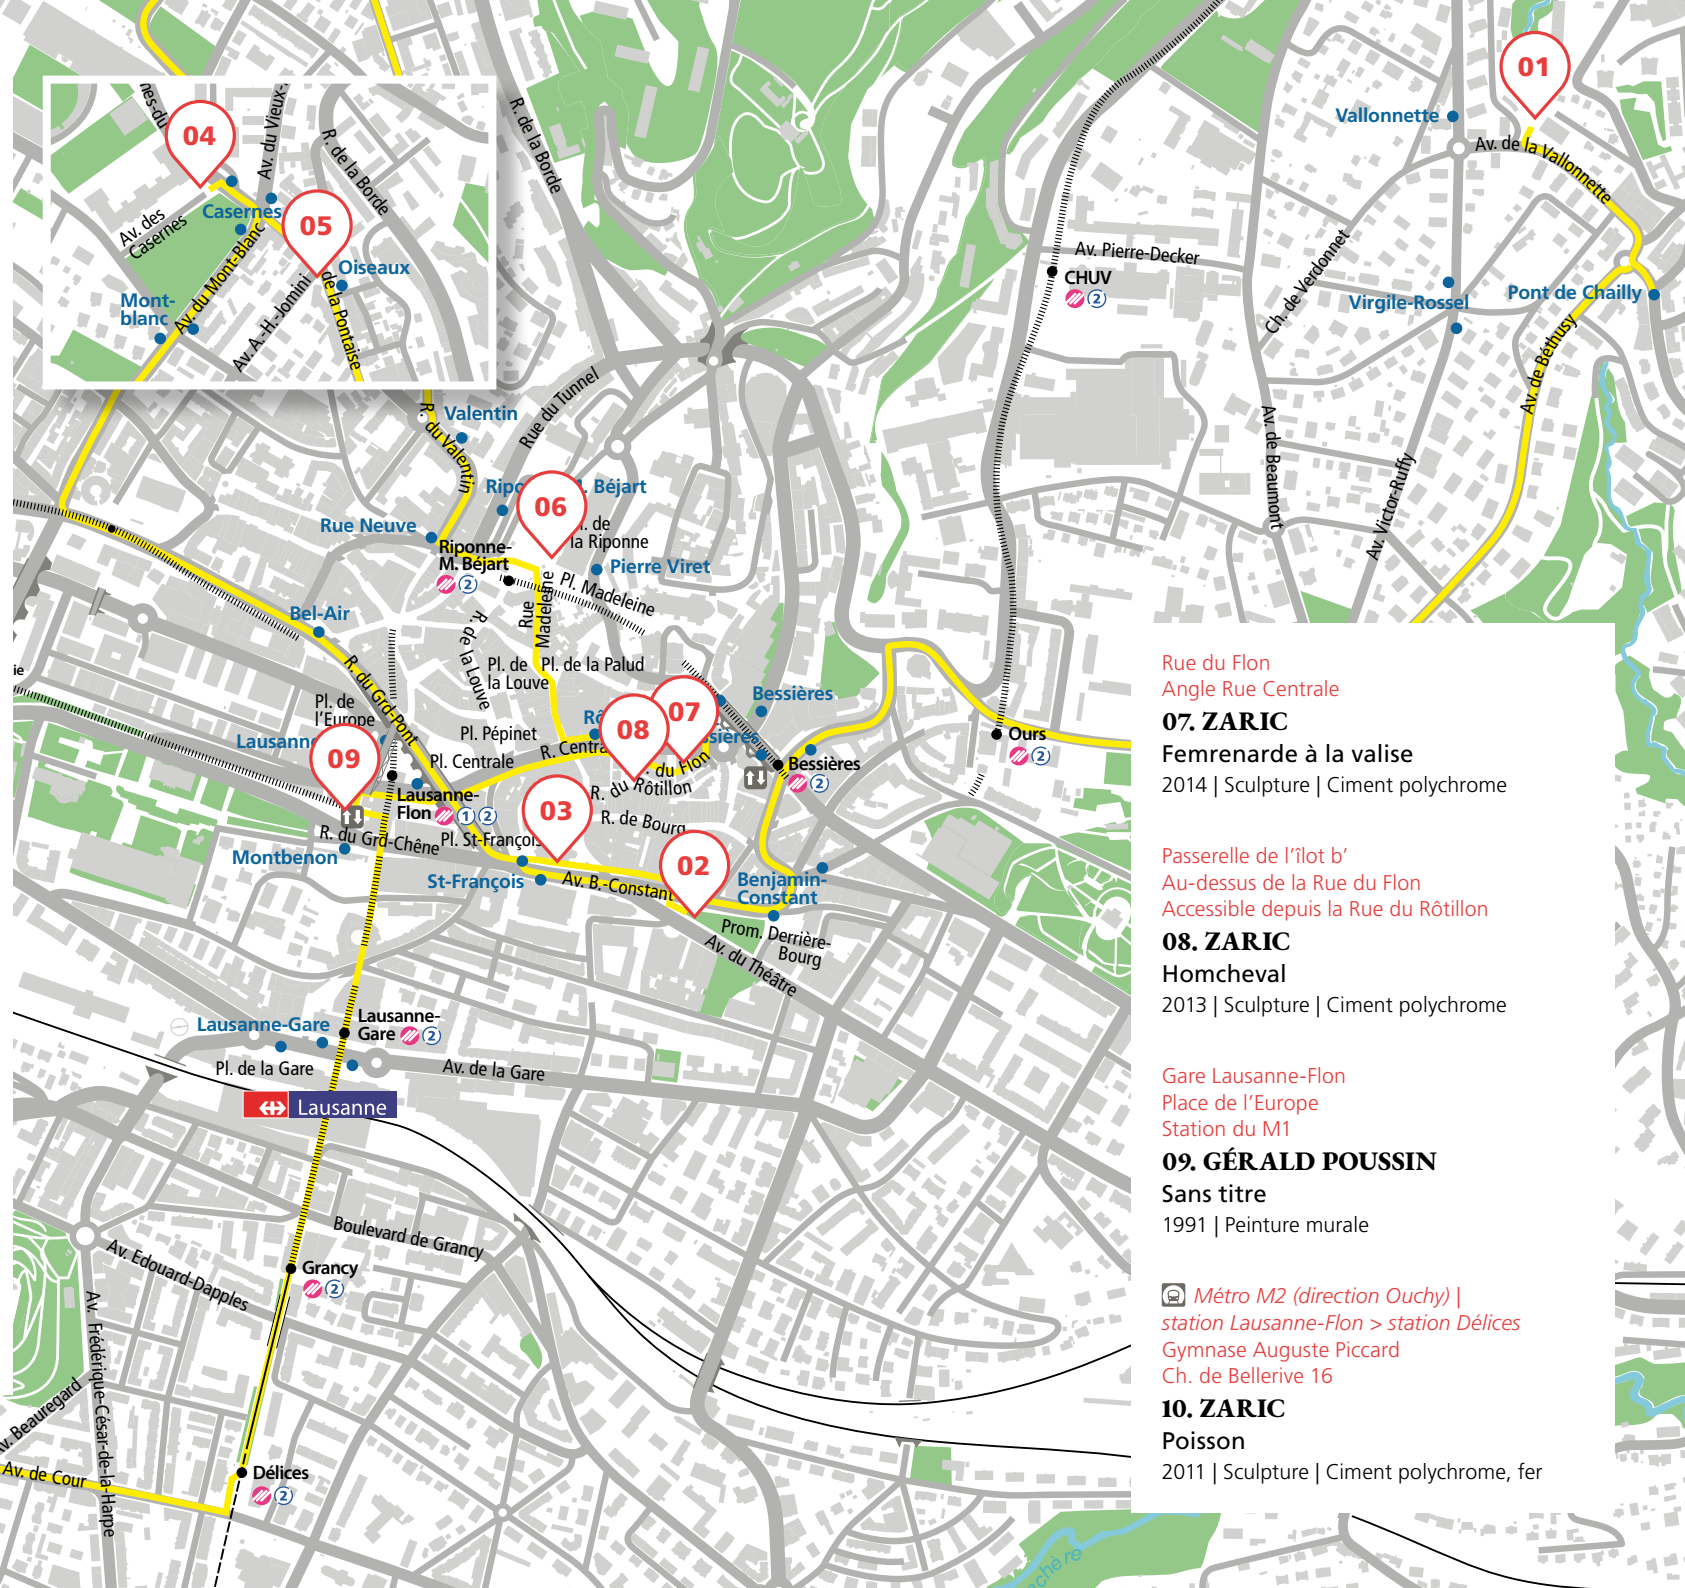 01
Vallonnette
Av. de la Vallonnette
R. de la Borde
04
Av. du Vieux-
R. de la Borde
Casernes
Av. des
Casernes
05
Oiseaux
Mont-
blanc
Av. du Mont-Blanc
Av. A.-H.-Jomini
de la Pontaise
Av. Pierre-Decker
CHUV
2
Ch. de Verdonnet
Virgile-Rossel
Pont de Chailly
Av. de Béthusy
Av. de Beaumont
Av. Victor-Ruffy
Rue du Tunnel
Valentin
R. du Valentin
06
Béjart
Rue Neuve
Riponne-
M. Béjart
2
de
la Riponne
Pierre Viret
Pl. Madeleine
Rue
Madeleine
Bel-Air
R. de la Louve
Pl. de
la Louve
Pl. de la Palud
R. du Grd-Pont
Pl. de
l'Europe
Pl. Pépinet
Pl. Centrale
07
08
Bessières
du Flon
R. du Rôtillon
R. de Bourg
Bessières
2
Ours
2
09
Lausanne-
Flon
1 2
R. du Grd-Chêne
Montbenon
Pl. St-François
03
02
St-François
Av. B.-Constant
Benjamin-
Constant
Prom. Derrière-
Bourg
Av. du Théâtre
Lausanne-Gare
Lausanne-
Gare
2
Pl. de la Gare
Av. de la Gare
Lausanne
Boulevard de Grancy
Av. Edouard-Dapples
Grancy
2
Av. Frédérique-César-de-la-Harpe
Beauregard
Av. de Cour
Délices
2
Rue du Flon
Angle Rue Centrale
07. ZARIC
Femrenarde à la valise
2014 | Sculpture | Ciment polychrome
Passerelle de l'îlot b'
Au-dessus de la Rue du Flon
Accessible depuis la Rue du Rôtillon
08. ZARIC
Homcheval
2013 | Sculpture | Ciment polychrome
Gare Lausanne-Flon
Place de l'Europe
Station du M1
09. GÉRALD POUSSIN
Sans titre
1991 | Peinture murale
Métro M2 (direction Ouchy) |
station Lausanne-Flon > station Délices
Gymnase Auguste Piccard
Ch. de Bellerive 16
10. ZARIC
Poisson
2011 | Sculpture | Ciment polychrome, fer